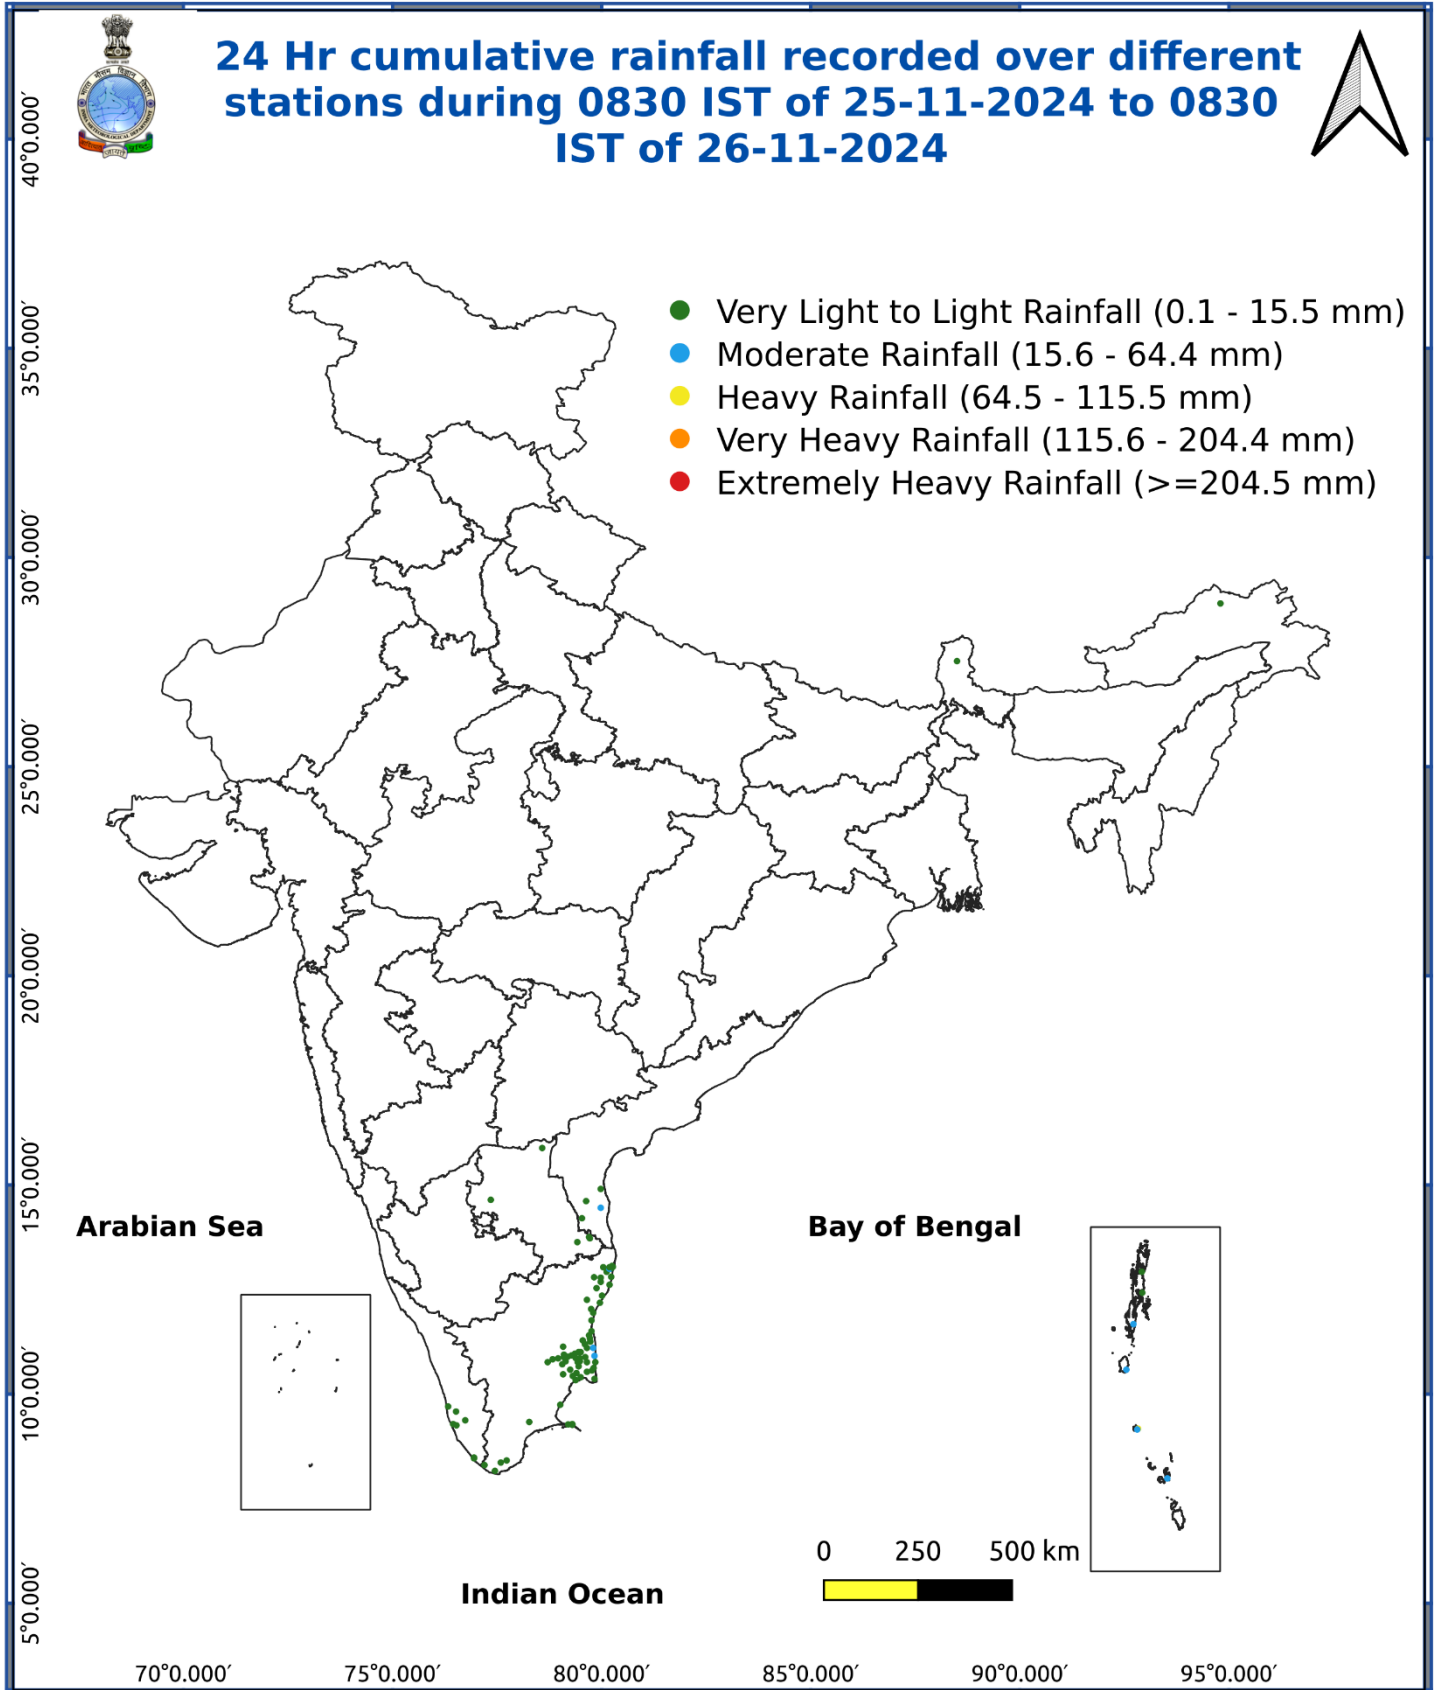 24 Hr cumulative rainfall recorded over different
stations during 0830 IST of 25-11-2024 to 0830
IST of 26-11-2024
Very Light to Light Rainfall (0.1 - 15.5 mm)
Moderate Rainfall (15.6 - 64.4 mm)
Heavy Rainfall (64.5 - 115.5 mm)
Very Heavy Rainfall (115.6 - 204.4 mm)
Extremely Heavy Rainfall (>=204.5 mm)
40°0.000′
35°0.000′
30°0.000′
25°0.000′
20°0.000′
15°0.000′
10°0.000′
5°0.000′
Arabian Sea
Bay of Bengal
Indian Ocean
0 250 500 km
70°0.000′ 75°0.000′ 80°0.000′ 85°0.000′ 90°0.000′ 95°0.000′